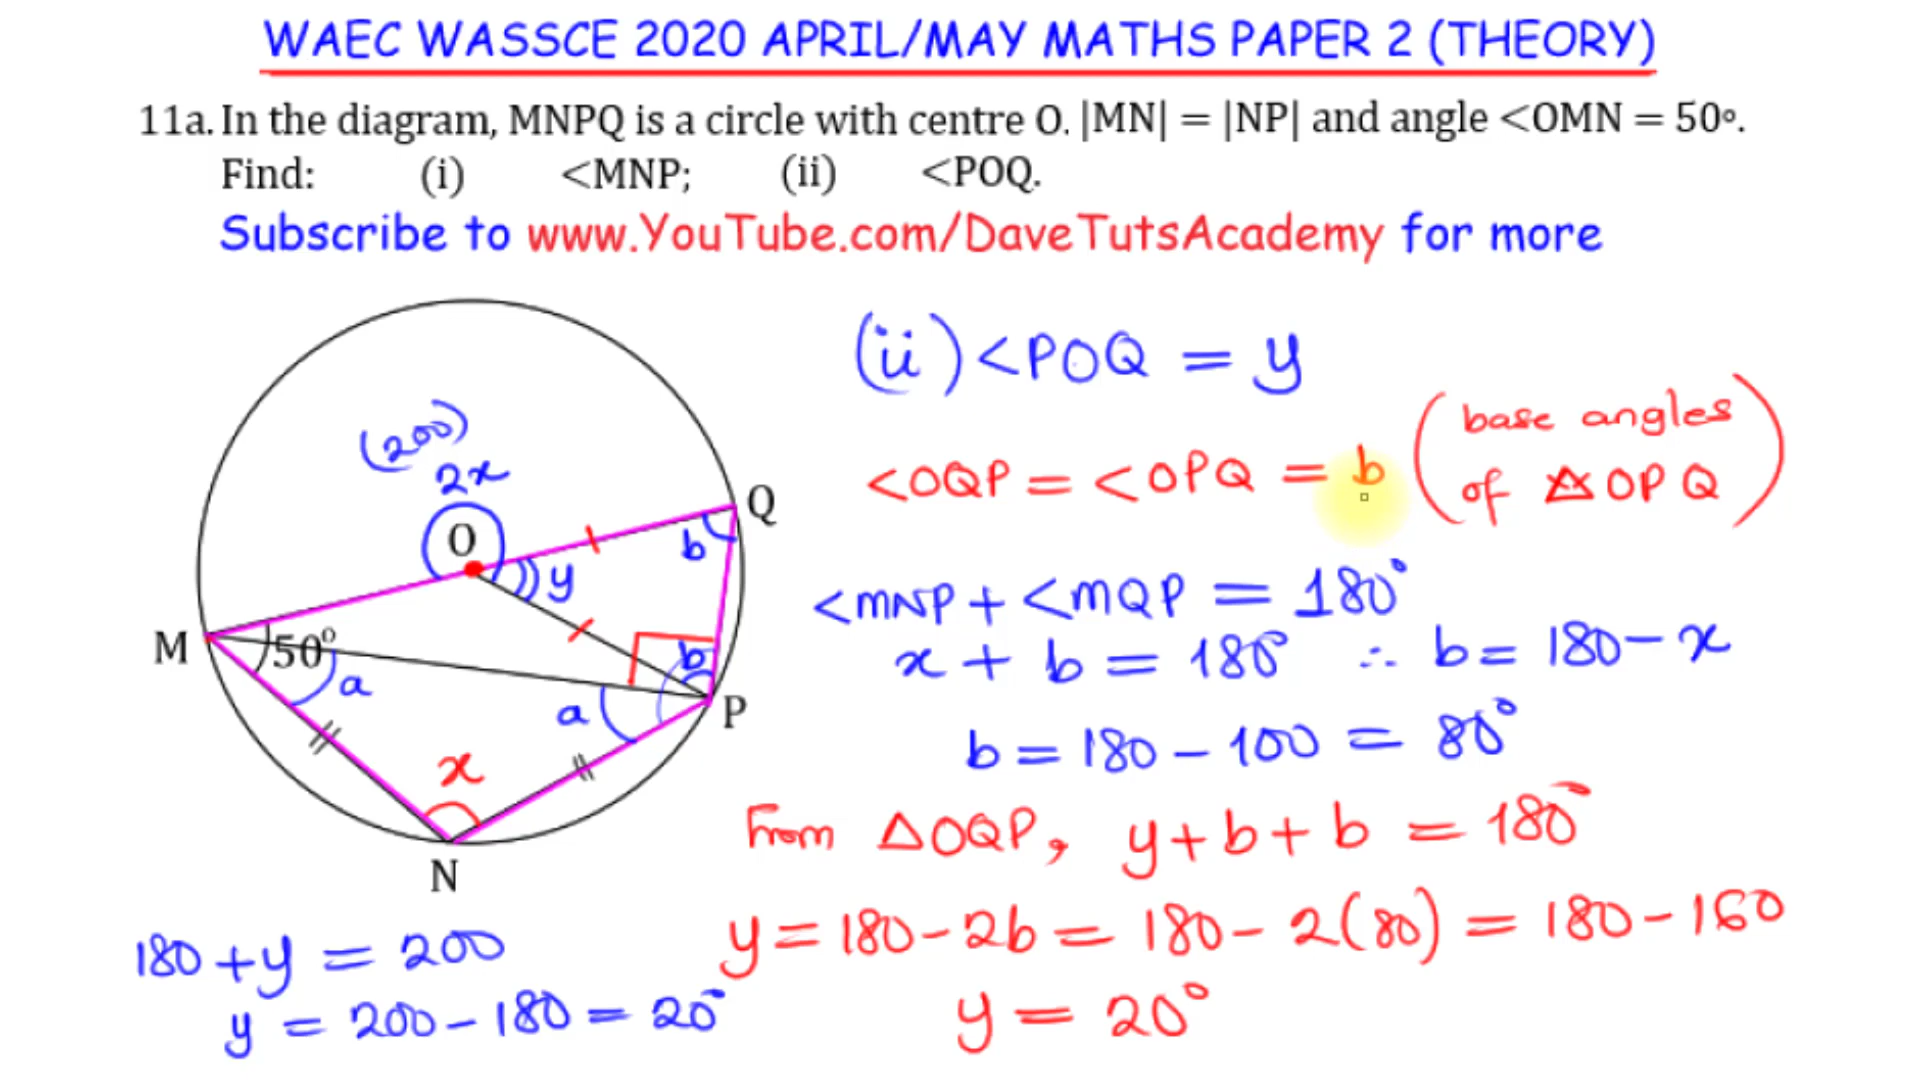 WAEC WASSCE 2020 APRIL/MAY MATHS PAPER 2 (THEORY)
11a. In the diagram, MNPQ is a circle with centre O. |MN| = |NP| and angle <OMN = 50°.
Find: (i) <MNP; (ii) <POQ.
Subscribe to www.YouTube.com/DaveTutsAcademy for more
(ii) <POQ = y
<OQP = <OPQ = b (base angles of △OPQ)
<MNP + <MQP = 180°
x + b = 180° ∴ b = 180 - x
b = 180 - 100 = 80°
From △OQP, y + b + b = 180°
y = 180 - 2b = 180 - 2(80) = 180 - 160
y = 20°
(200)
2x
O
Q
b
y
M
50°
a
a
b
P
x
N
180 + y = 200
y = 200 - 180 = 20°